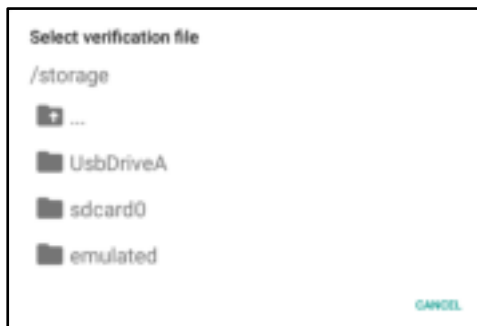 Select verification file
/storage
...
UsbDriveA
sdcard0
emulated
CANCEL